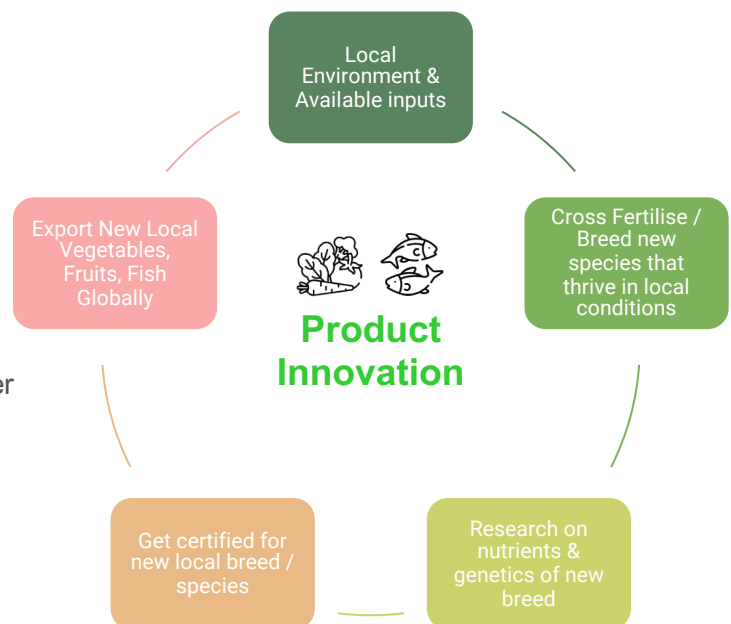 Local
Environment &
Available inputs
Cross Fertilise /
Breed new
species that
thrive in local
conditions
Research on
nutrients &
genetics of new
breed
Get certified for
new local breed /
species
Export New Local
Vegetables,
Fruits, Fish
Globally
Product
Innovation
er